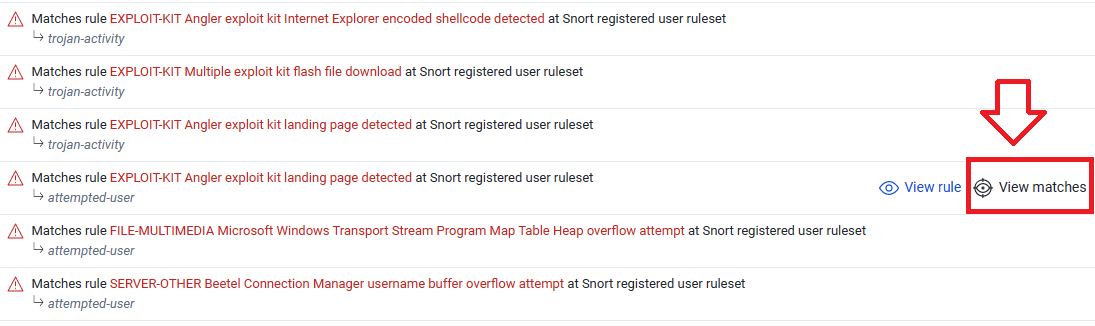 Matches rule EXPLOIT-KIT Angler exploit kit Internet Explorer encoded shellcode detected at Snort registered user ruleset
trojan-activity
Matches rule EXPLOIT-KIT Multiple exploit kit flash file download at Snort registered user ruleset
trojan-activity
Matches rule EXPLOIT-KIT Angler exploit kit landing page detected at Snort registered user ruleset
trojan-activity
Matches rule EXPLOIT-KIT Angler exploit kit landing page detected at Snort registered user ruleset View rule View matches
attempted-user
Matches rule FILE-MULTIMEDIA Microsoft Windows Transport Stream Program Map Table Heap overflow attempt at Snort registered user ruleset
attempted-user
Matches rule SERVER-OTHER Beetel Connection Manager username buffer overflow attempt at Snort registered user ruleset
attempted-user